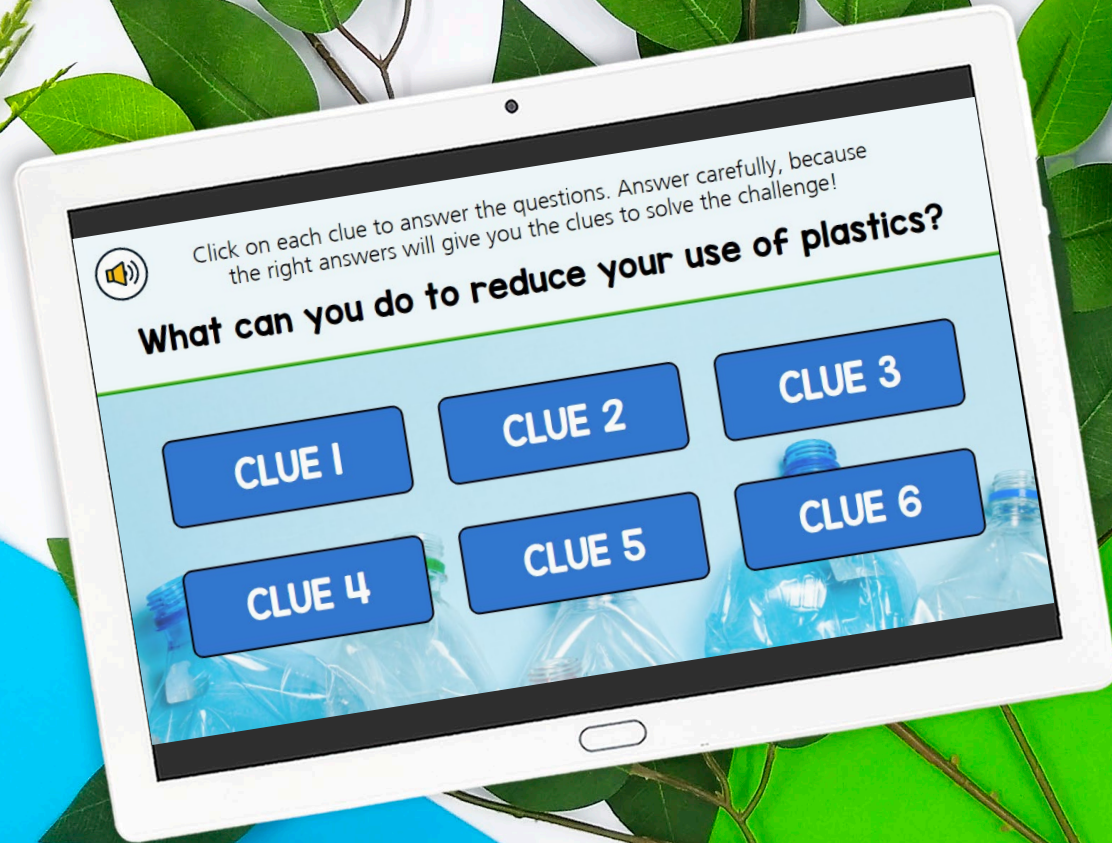 Click on each clue to answer the questions. Answer carefully, because
the right answers will give you the clues to solve the challenge!
What can you do to reduce your use of plastics?
CLUE 1
CLUE 2
CLUE 3
CLUE 4
CLUE 5
CLUE 6